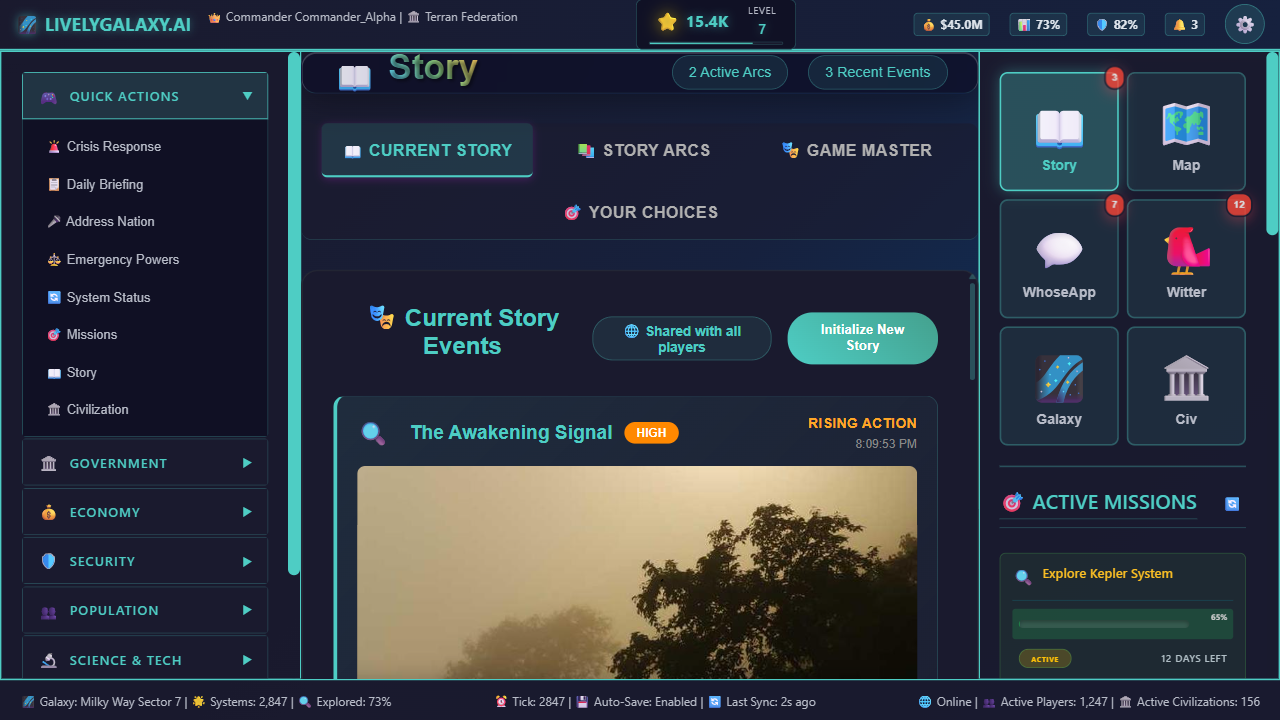 LIVELYGALAXY.AI
Commander Commander_Alpha | Terran Federation
15.4K
LEVEL
7
$45.0M
73%
82%
3
QUICK ACTIONS ▼
Crisis Response
Daily Briefing
Address Nation
Emergency Powers
System Status
Missions
Story
Civilization
GOVERNMENT ▶
ECONOMY ▶
SECURITY ▶
POPULATION ▶
SCIENCE & TECH ▶
Story
2 Active Arcs
3 Recent Events
CURRENT STORY
STORY ARCS
GAME MASTER
YOUR CHOICES
Current Story
Events
Shared with all
players
Initialize New
Story
The Awakening Signal
HIGH
RISING ACTION
8:09:53 PM
3
Story
Map
7
WhoseApp
12
Witter
Galaxy
Civ
ACTIVE MISSIONS
Explore Kepler System
65%
ACTIVE
12 DAYS LEFT
Galaxy: Milky Way Sector 7 | Systems: 2,847 | Explored: 73%
Tick: 2847 | Auto-Save: Enabled | Last Sync: 2s ago
Online | Active Players: 1,247 | Active Civilizations: 156